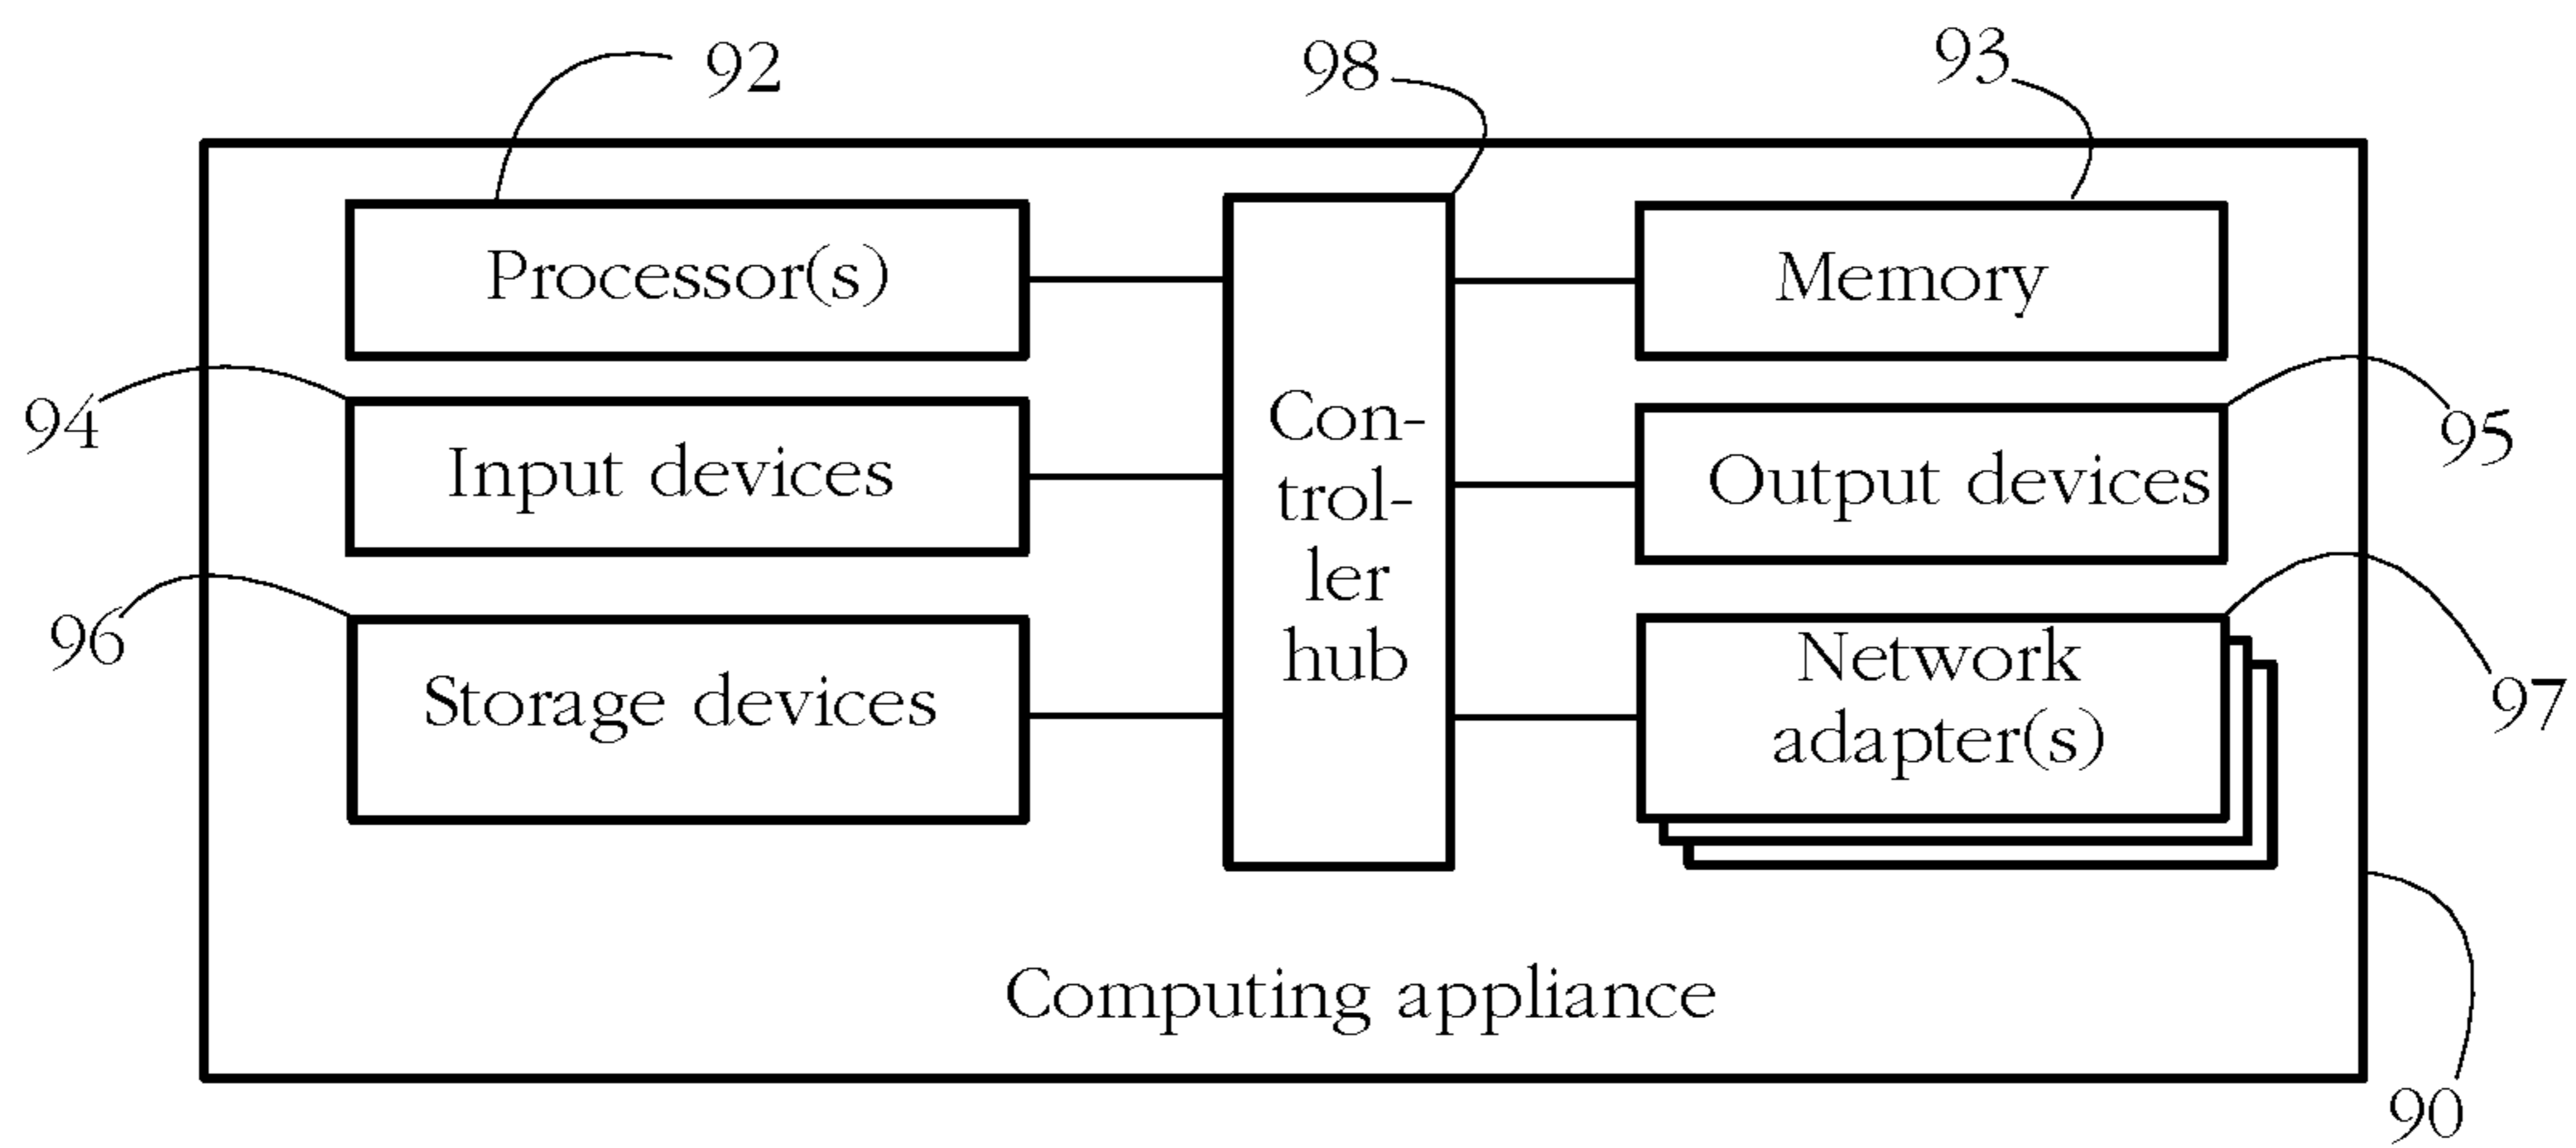 92
98
93
Processor(s)
Memory
94
Input devices
Con-
trol-
ler
hub
Output devices
95
96
Storage devices
Network
adapter(s)
97
Computing appliance
90